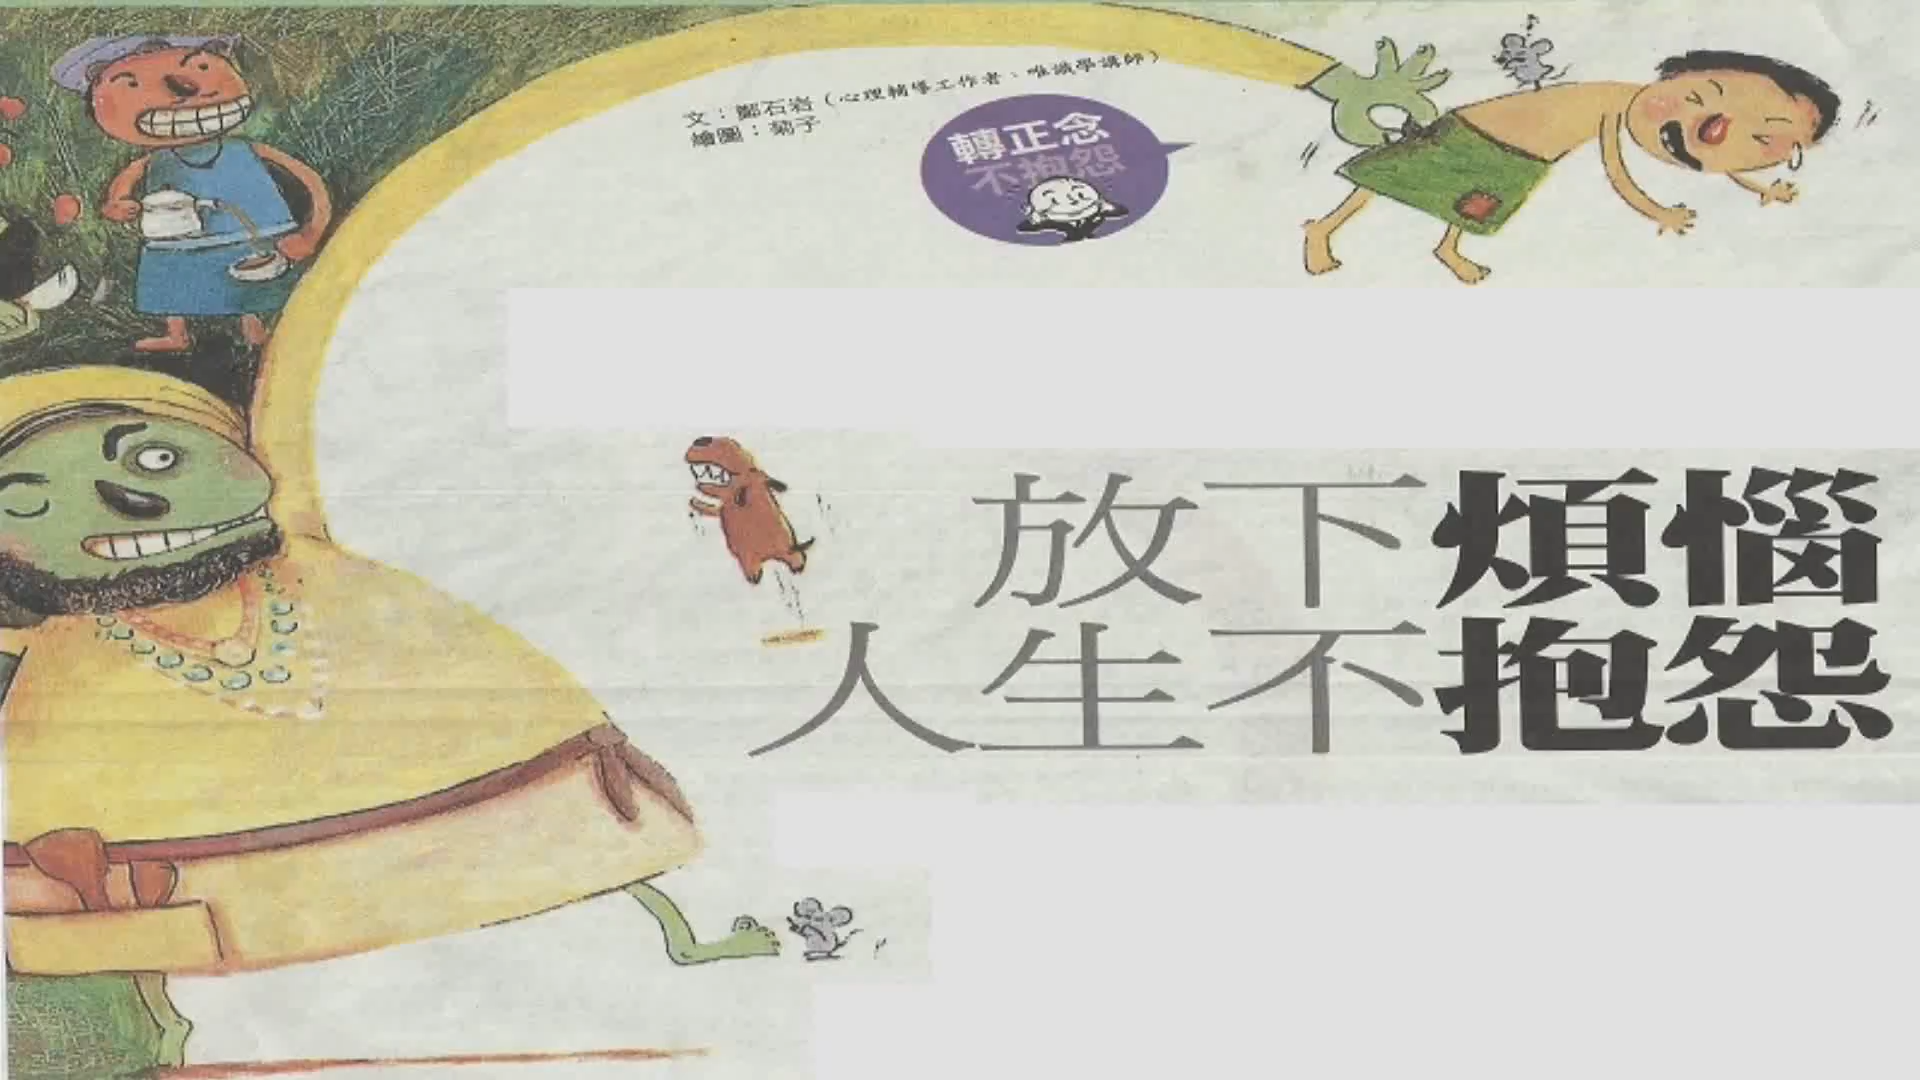 文：鄭石岩（心理輔導工作者、唯識學講師）
繪圖：菊子
轉正念
不抱怨
放下煩惱
人生不抱怨